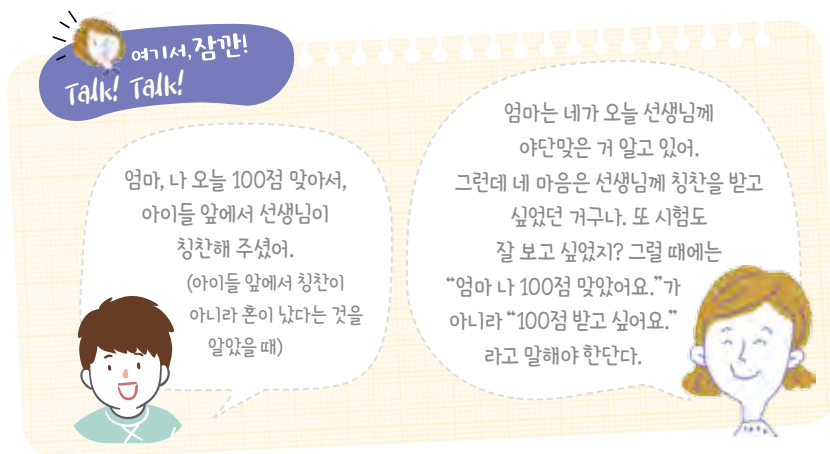 여기서, 잠깐!
Talk! Talk!
엄마, 나 오늘 100점 맞아서,
아이들 앞에서 선생님이
칭찬해 주셨어.
(아이들 앞에서 칭찬이
아니라 혼이 났다는 것을
알았을 때)
엄마는 네가 오늘 선생님께
야단맞은 거 알고 있어.
그런데 네 마음은 선생님께 칭찬을 받고
싶었던 거구나. 또 시험도
잘 보고 싶었지? 그럴 때에는
“엄마 나 100점 맞았어요.”가
아니라 “100점 받고 싶어요.”
라고 말해야 한단다.